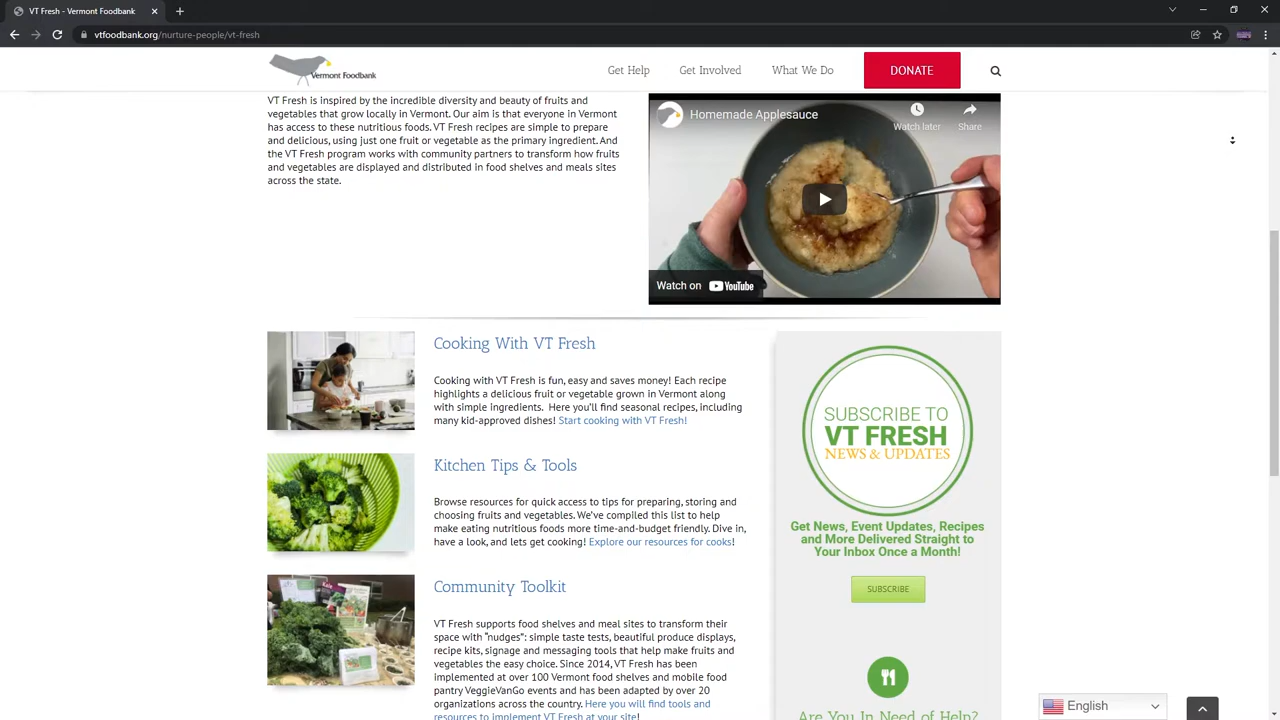 VT Fresh - Vermont Foodbank
vtfoodbank.org/nurture-people/vt-fresh
Vermont Foodbank
Get Help
Get Involved
What We Do
DONATE
VT Fresh is inspired by the incredible diversity and beauty of fruits and
vegetables that grow locally in Vermont. Our aim is that everyone in Vermont
has access to these nutritious foods. VT Fresh recipes are simple to prepare
and delicious, using just one fruit or vegetable as the primary ingredient. And
the VT Fresh program works with community partners to transform how fruits
and vegetables are displayed and distributed in food shelves and meals sites
across the state.
Homemade Applesauce
Watch later
Share
Watch on YouTube
Cooking With VT Fresh
Cooking with VT Fresh is fun, easy and saves money! Each recipe
highlights a delicious fruit or vegetable grown in Vermont along
with simple ingredients. Here you'll find seasonal recipes, including
many kid-approved dishes! Start cooking with VT Fresh!
Kitchen Tips & Tools
Browse resources for quick access to tips for preparing, storing and
choosing fruits and vegetables. We've compiled this list to help
make eating nutritious foods more time-and-budget friendly. Dive in,
have a look, and lets get cooking! Explore our resources for cooks!
Community Toolkit
VT Fresh supports food shelves and meal sites to transform their
space with "nudges": simple taste tests, beautiful produce displays,
recipe kits, signage and messaging tools that help make fruits and
vegetables the easy choice. Since 2014, VT Fresh has been
implemented at over 100 Vermont food shelves and mobile food
pantry VeggieVanGo events and has been adapted by over 20
organizations across the country. Here you will find tools and
resources to implement VT Fresh at your site!
SUBSCRIBE TO
VT FRESH
NEWS & UPDATES
Get News, Event Updates, Recipes
and More Delivered Straight to
Your Inbox Once a Month!
SUBSCRIBE
Are You In Need of Help?
English